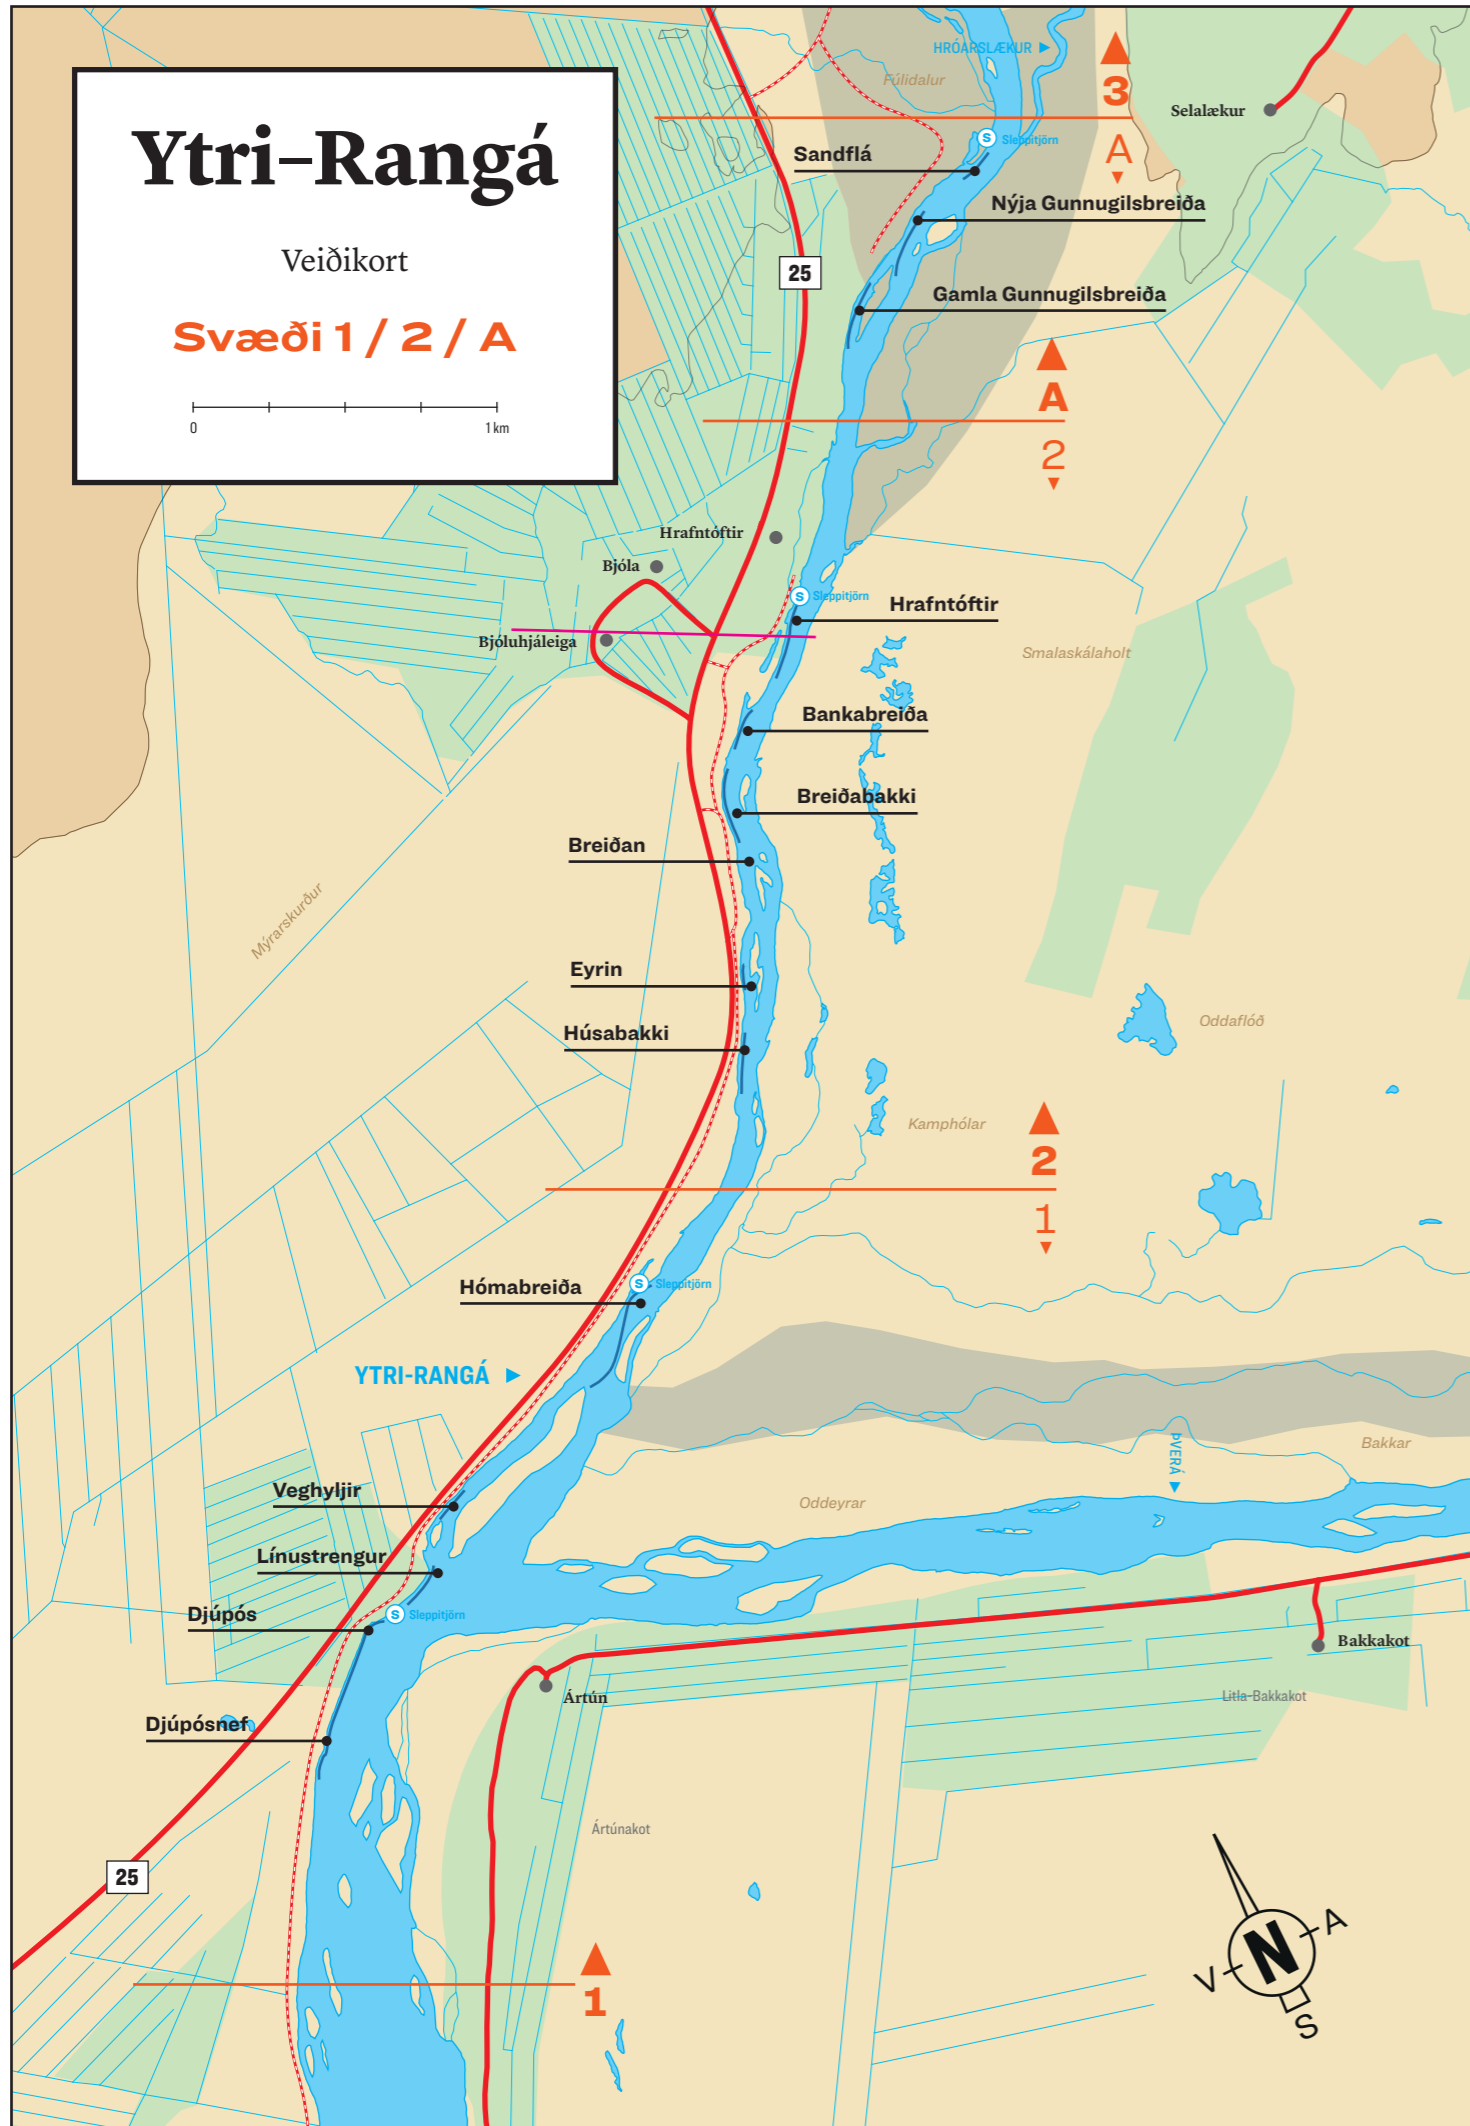 Ytri–Rangá
Veiðikort
Svæði 1 / 2 / A
0
1 km
HRÓARSLÆKUR
Fúlidalur
3
A
Selalækur
Sleppitjörn
S
Sandflá
Nýja Gunnugilsbreiða
25
Gamla Gunnugilsbreiða
A
2
Hrafntóftir
Bjóla
S
Sleppitjörn
Hrafntóftir
Bjóluhjáleiga
Smalaskálaholt
Bankabreiða
Breiðabakki
Breiðan
Mýrarskurður
Eyrin
Oddaflóð
Húsabakki
Kamphólar
2
1
Hómabreiða
S
Sleppitjörn
YTRI-RANGÁ
ÞVERÁ
Bakkar
Veghyljir
Oddeyrar
Línustrengur
Djúpós
S
Sleppitjörn
Bakkakot
Ártún
Litla-Bakkakot
Djúpósnef
Ártúnakot
25
1
N
A
V
S